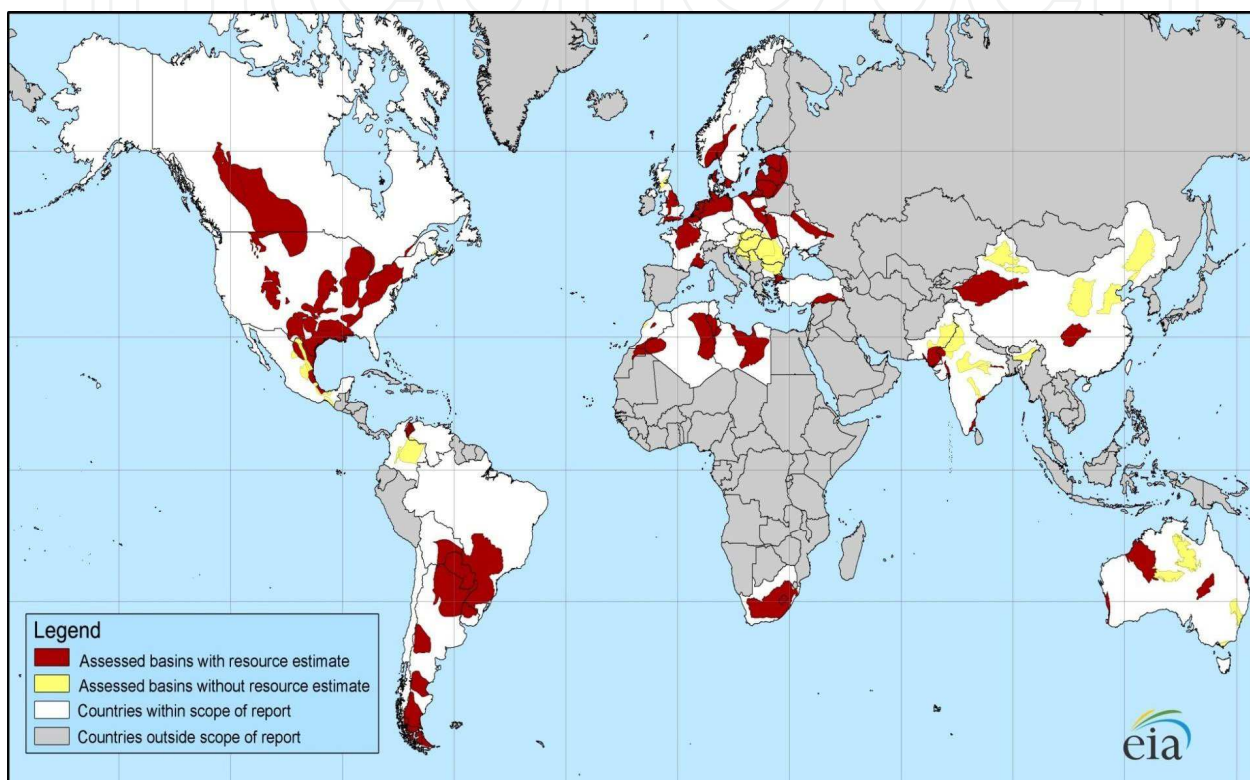 Legend
Assessed basins with resource estimate
Assessed basins without resource estimate
Countries within scope of report
Countries outside scope of report
eia